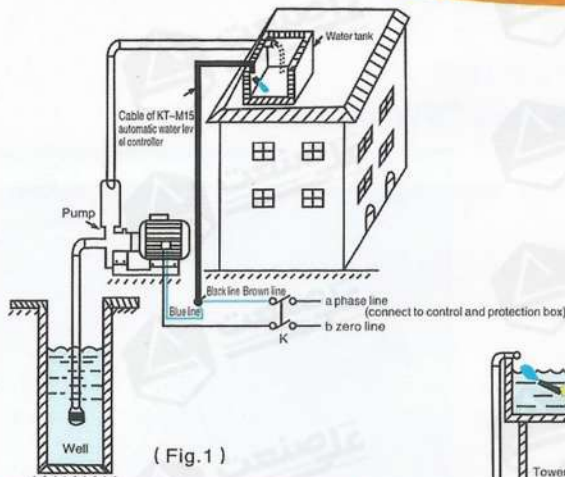 Water tank
Cable of KT-M15
automatic water lev
el controller
Pump
Black line Brown line
Blue line
a phase line
(connect to control and protection box)
b zero line
K
Well
(Fig.1)
Tower